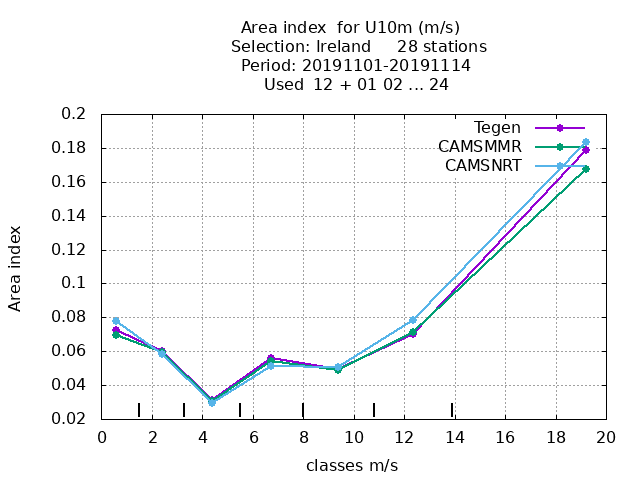 Area index  for U10m (m/s)
Selection: Ireland     28 stations
Period: 20191101-20191114
Used  12 + 01 02 ... 24
Tegen
CAMSMMR
CAMSNRT
0.2
0.18
0.16
0.14
0.12
0.1
0.08
0.06
0.04
0.02
Area index
0 2 4 6 8 10 12 14 16 18 20
classes m/s